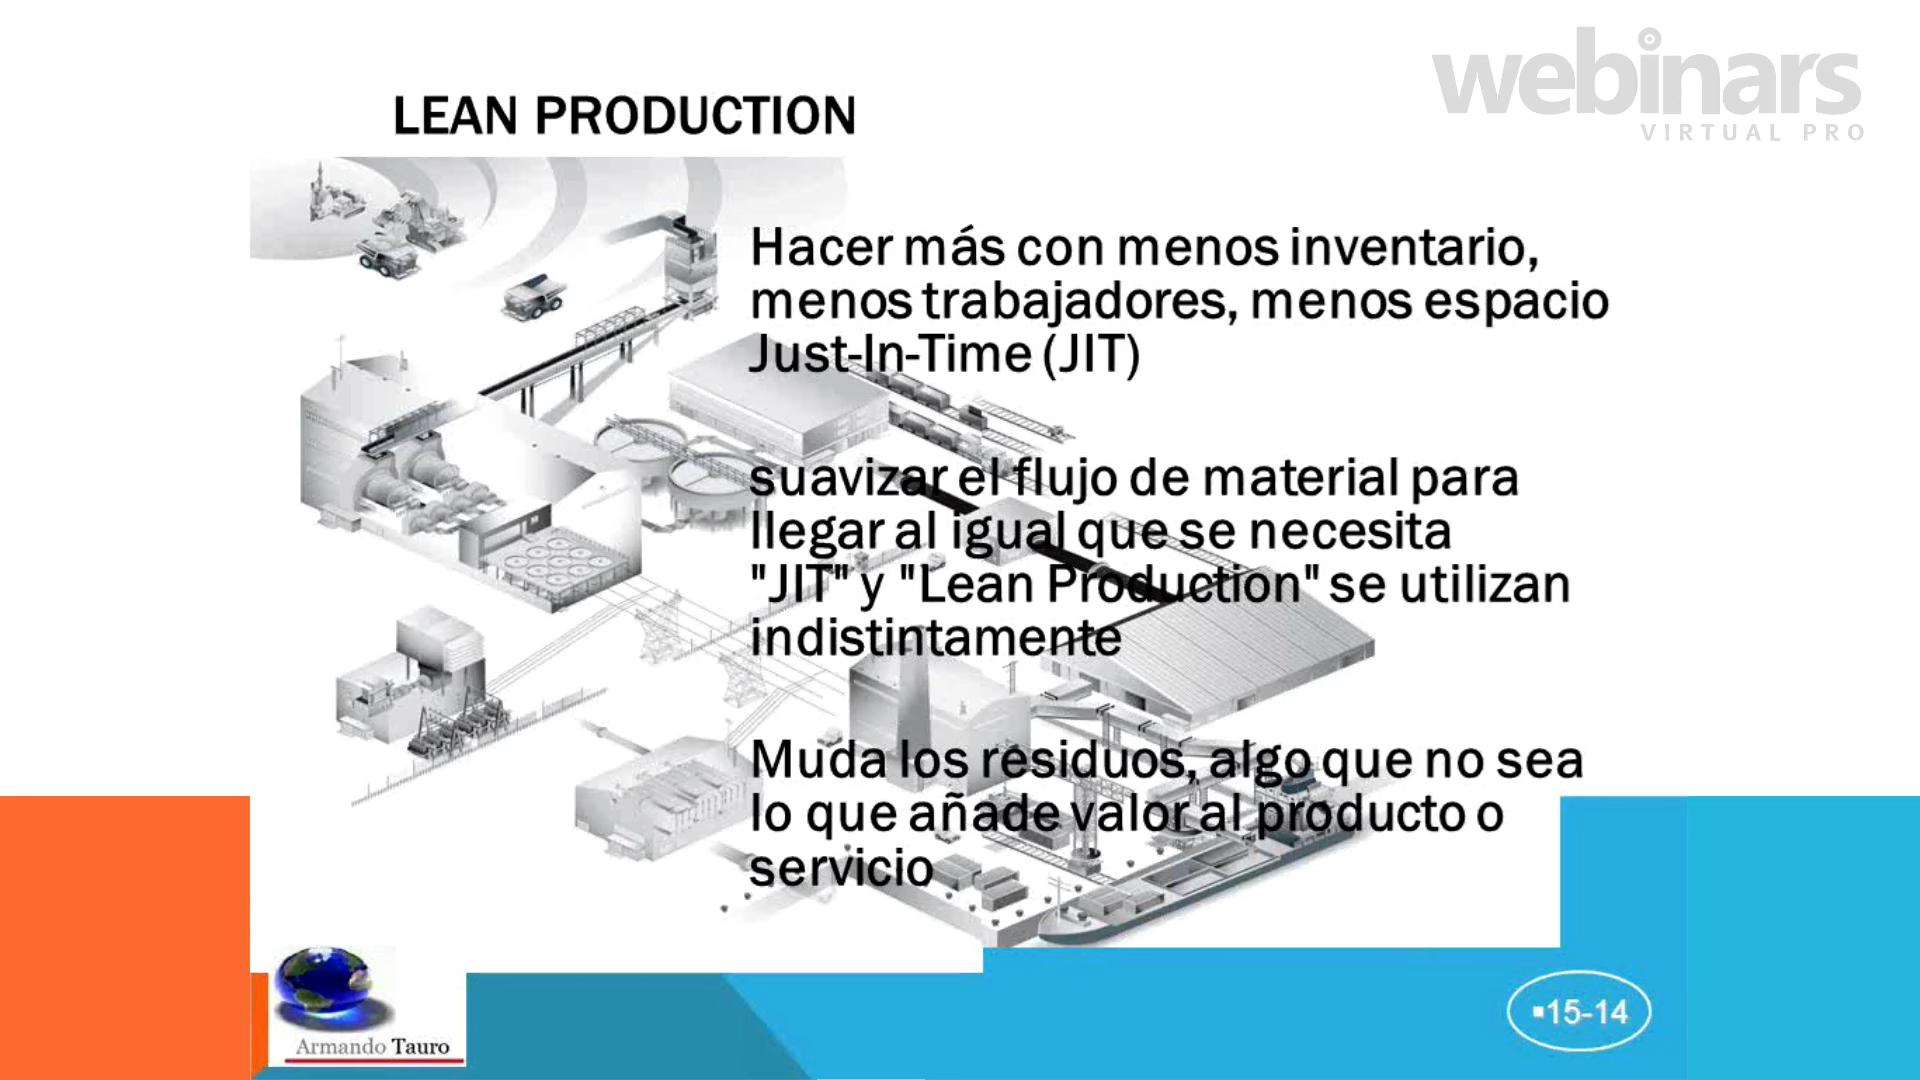 webinars
VIRTUAL PRO
LEAN PRODUCTION
Hacer más con menos inventario,
menos trabajadores, menos espacio
Just-In-Time (JIT)
suavizar el flujo de material para
llegar al igual que se necesita
"JIT" y "Lean Production" se utilizan
indistintamente
Muda los residuos, algo que no sea
lo que añade valor al producto o
servicio
Armando Tauro
▪15-14